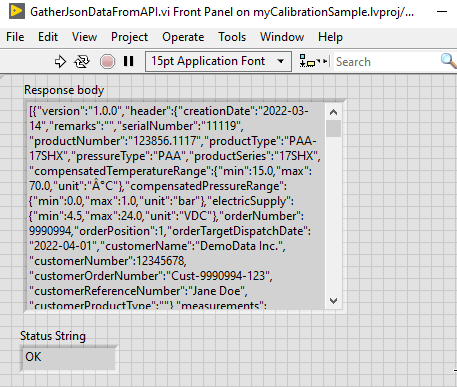 GatherJsonDataFromAPI.vi Front Panel on myCalibrationSample.lvproj/...
File Edit View Project Operate Tools Window Help
15pt Application Font
Search
Response body
[{"version":"1.0.0","header":{"creationDate":"2022-03-
14","remarks":"","serialNumber":"11119",
"productNumber":"123856.1117","productType":"PAA-
17SHX","pressureType":"PAA","productSeries":"17SHX",
"compensatedTemperatureRange":{"min":15.0,"max":
70.0,"unit":"Â°C"},"compensatedPressureRange":
{"min":0.0,"max":1.0,"unit":"bar"},"electricSupply":
{"min":4.5,"max":24.0,"unit":"VDC"},"orderNumber":
9990994,"orderPosition":1,"orderTargetDispatchDate":
"2022-04-01","customerName":"DemoData Inc.",
"customerNumber":12345678,
"customerOrderNumber":"Cust-9990994-123",
"customerReferenceNumber":"Jane Doe",
"customerProductType":""},"measurements":
Status String
OK